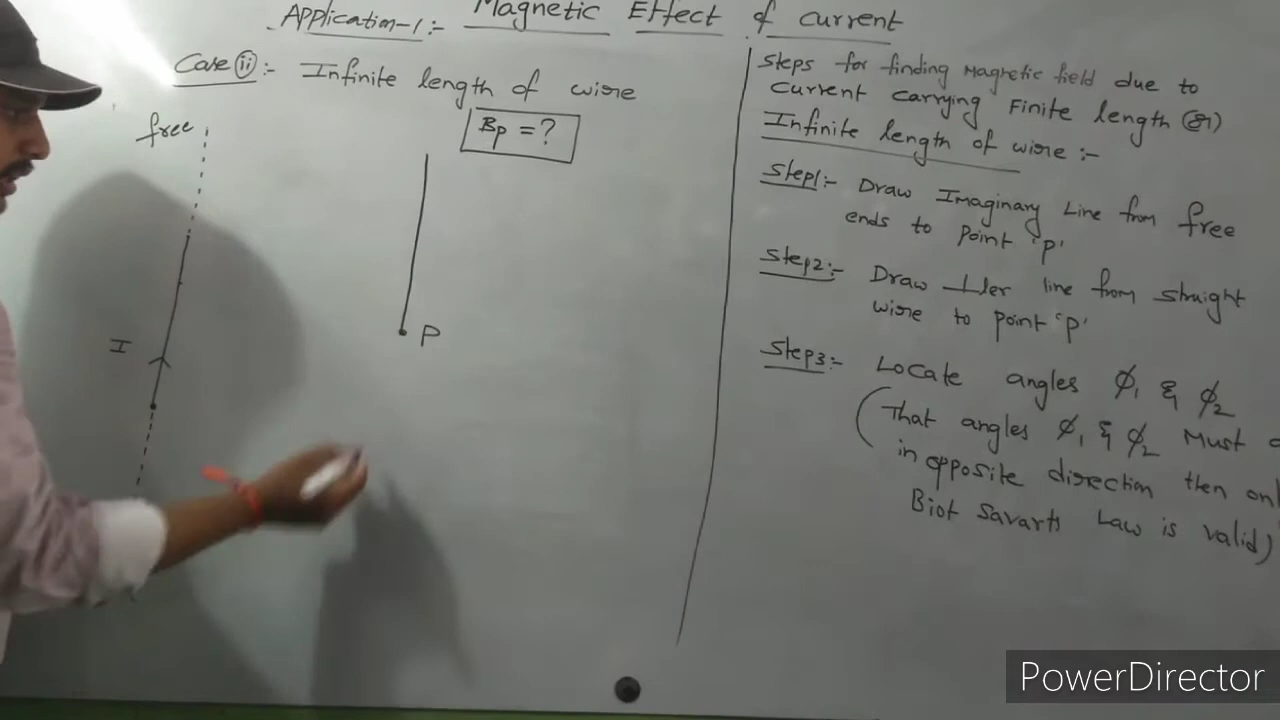 Application-1:- Magnetic Effect of current
Case (ii):- Infinite length of wire
Bp = ?
free
I
P
Steps for finding Magnetic field due to
current carrying Finite length (or)
Infinite length of wire :-
Step1:- Draw Imaginary Line from free
ends to point 'P'
Step2:- Draw ⊥ler line from straight
wire to point 'P'
Step3:- Locate angles ϕ₁ & ϕ₂
(That angles ϕ₁ & ϕ₂ Must
in opposite direction then
Biot Savarts Law is valid)
PowerDirector